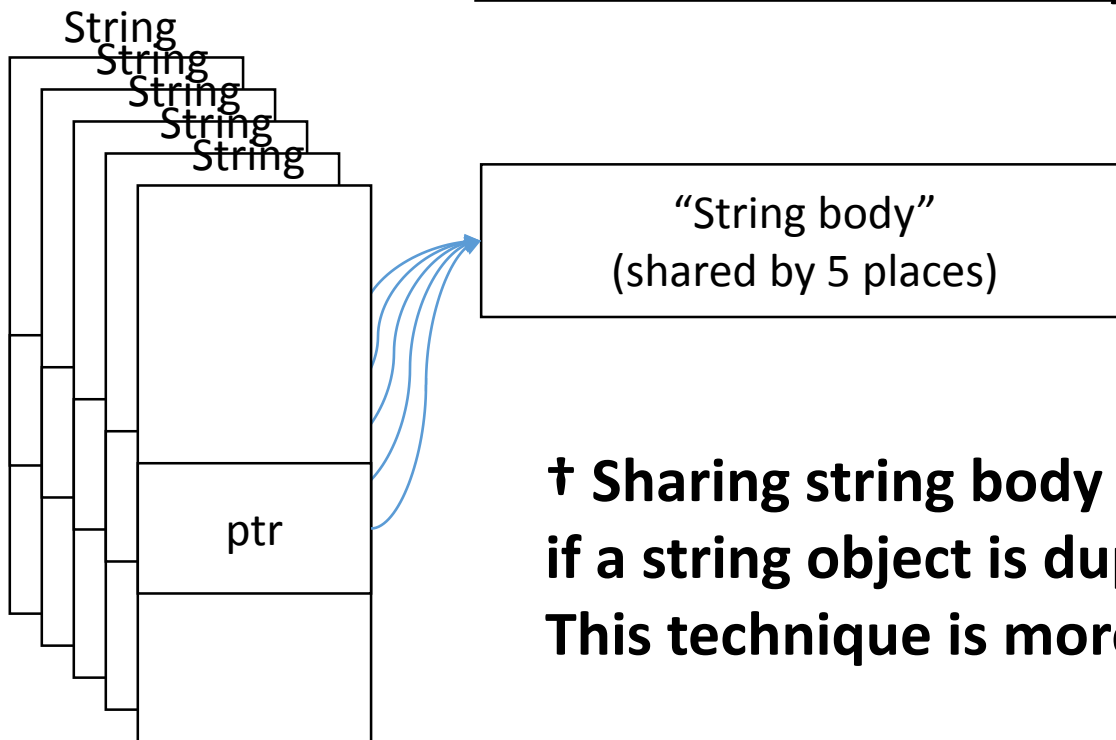 String
String
String
String
String
“String body”
(shared by 5 places)
ptr
† Sharing string body
if a string object is dup
This technique is more